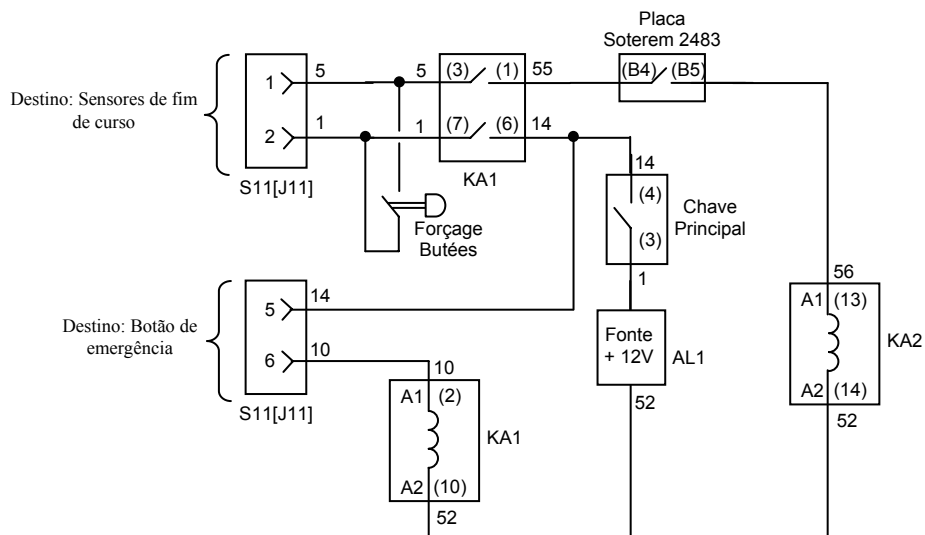 Placa
Soterem 2483
Destino: Sensores de fim
de curso
1
5
5
(3)
(1)
55
(B4)
(B5)
2
1
1
(7)
(6)
14
S11[J11]
KA1
14
(4)
(3)
Chave
Principal
Forçage
Butées
1
56
Destino: Botão de
emergência
5
14
6
10
10
S11[J11]
Fonte
+ 12V
AL1
A1
(13)
KA2
A2
(14)
52
52
A1
(2)
KA1
A2
(10)
52